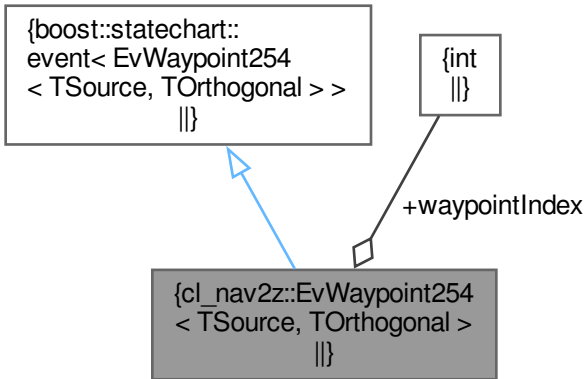 {boost::statechart::
event< EvWaypoint254
< TSource, TOrthogonal > >
||}
{int
||}
+waypointIndex
{cl_nav2z::EvWaypoint254
< TSource, TOrthogonal >
||}